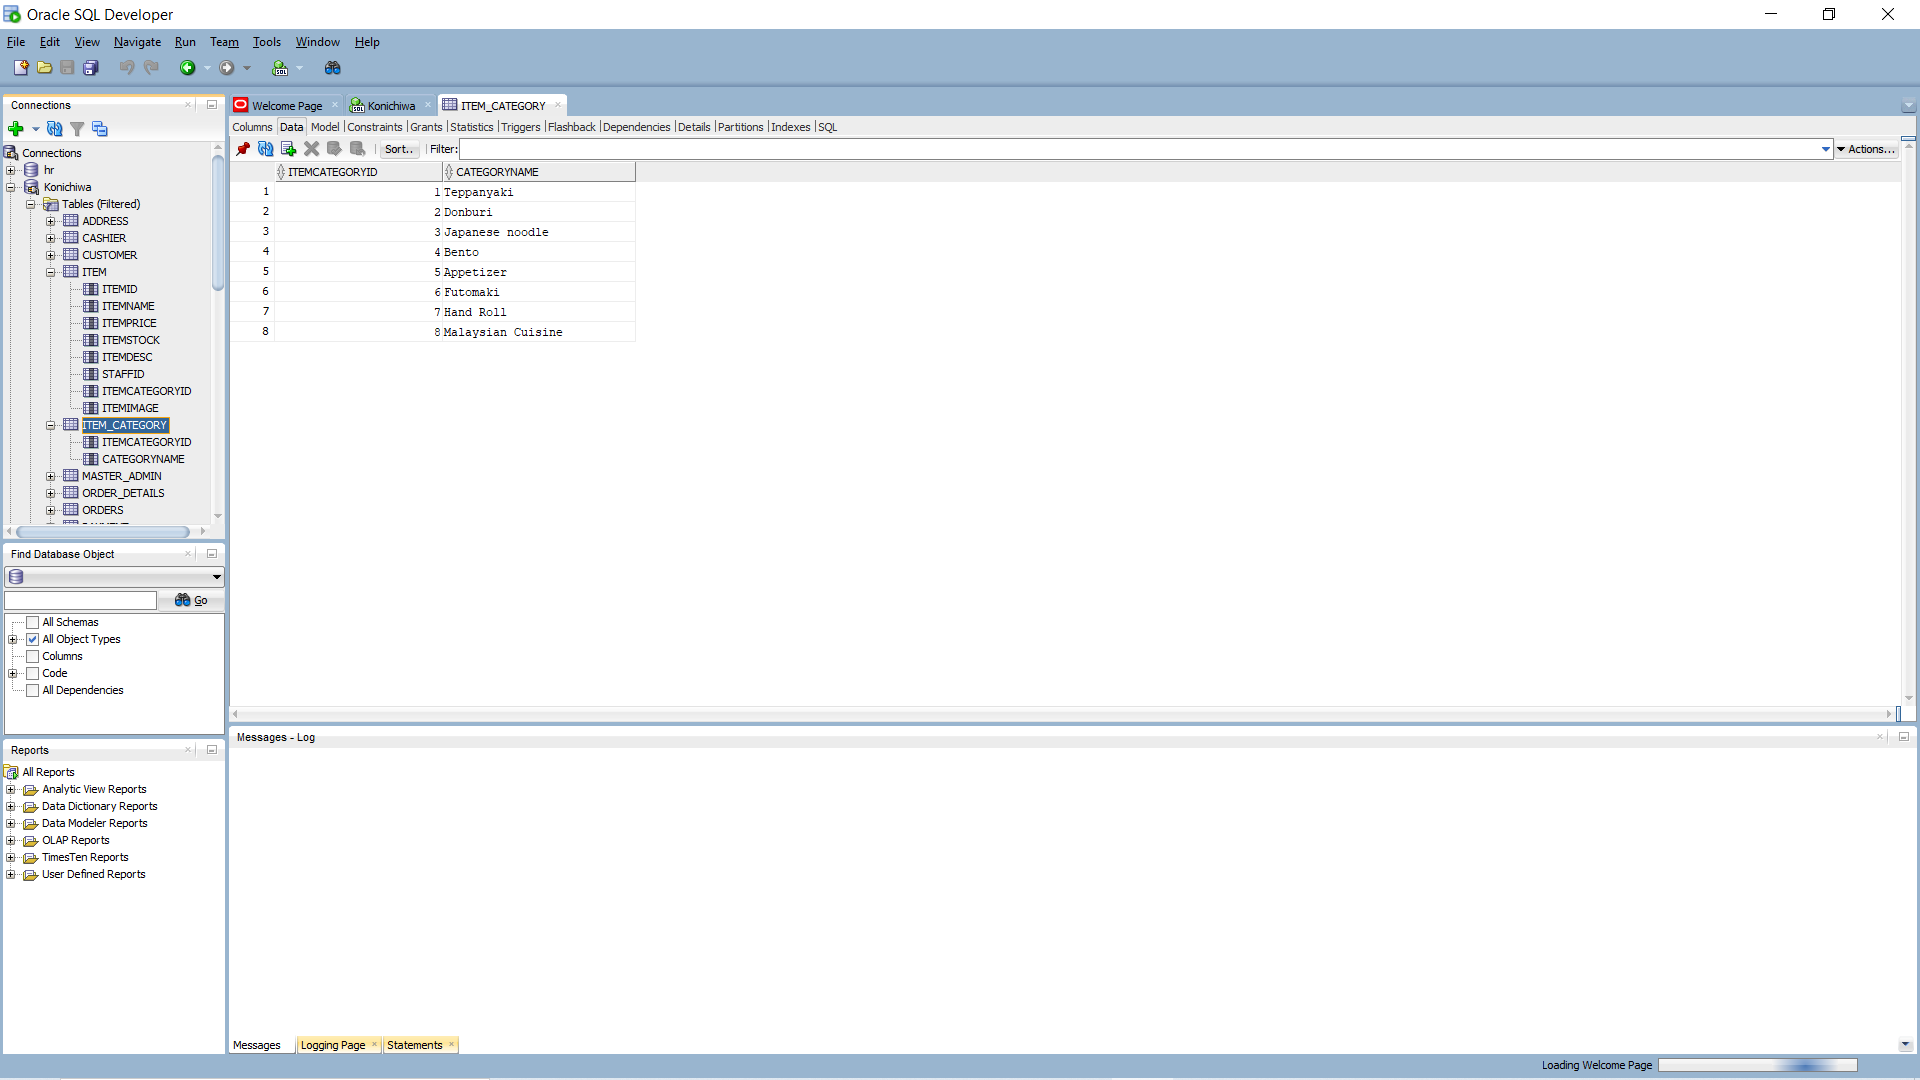 Oracle SQL Developer
File Edit View Navigate Run Team Tools Window Help
Connections
Connections
hr
Konichiwa
Tables (Filtered)
ADDRESS
CASHIER
CUSTOMER
ITEM
ITEMID
ITEMNAME
ITEMPRICE
ITEMSTOCK
ITEMDESC
STAFFID
ITEMCATEGORYID
ITEMIMAGE
ITEM_CATEGORY
ITEMCATEGORYID
CATEGORYNAME
MASTER_ADMIN
ORDER_DETAILS
ORDERS
Find Database Object
Go
All Schemas
All Object Types
Columns
Code
All Dependencies
Reports
All Reports
Analytic View Reports
Data Dictionary Reports
Data Modeler Reports
OLAP Reports
TimesTen Reports
User Defined Reports
Welcome Page Konichiwa ITEM_CATEGORY
Columns Data Model Constraints Grants Statistics Triggers Flashback Dependencies Details Partitions Indexes SQL
Sort.. Filter: Actions...
ITEMCATEGORYID CATEGORYNAME
1 1 Teppanyaki
2 2 Donburi
3 3 Japanese noodle
4 4 Bento
5 5 Appetizer
6 6 Futomaki
7 7 Hand Roll
8 8 Malaysian Cuisine
Messages - Log
Messages Logging Page Statements
Loading Welcome Page